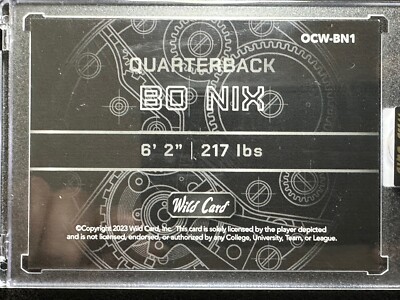 OCW-BN1
QUARTERBACK
BO NIX
6' 2" | 217 lbs
Wild Card
©Copyright 2023 Wild Card, Inc. This card is solely licensed by the player depicted
and is not licensed, endorsed, or authorized by any College, University, Team, or League.